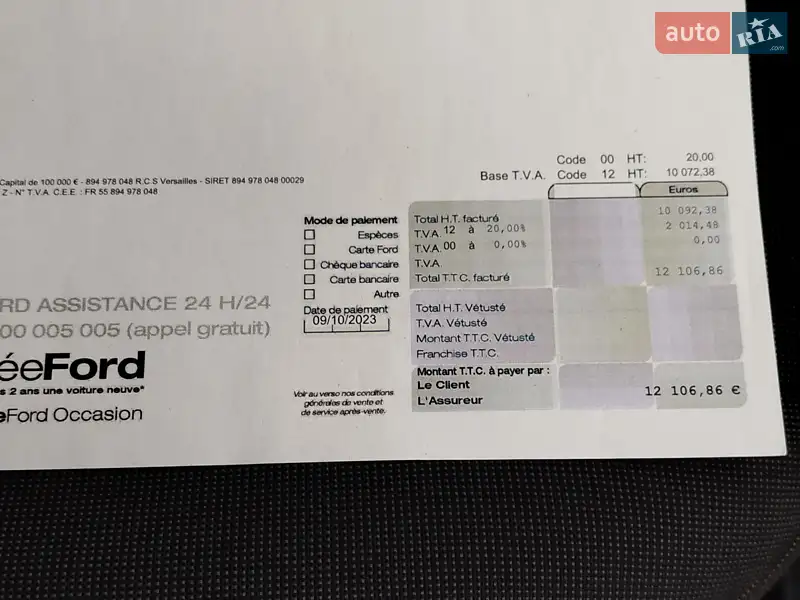 auto RIA .com
Code 00 HT: 20,00
Base T.V.A. Code 12 HT: 10 072,38
Euros
Capital de 100 000 € - 894 978 048 R.C.S Versailles - SIRET 894 978 048 00029
Z - N° T.V.A. C.E.E. : FR 55 894 978 048
Mode de paiement
Espèces
Carte Ford
Chèque bancaire
Carte bancaire
Autre
Date de paiement
09/10/2023
Total H.T. facturé 10 092,38
T.V.A. 12 à 20,00% 2 014,48
T.V.A. 00 à 0,00% 0,00
T.V.A.
Total T.T.C. facturé 12 106,86
Total H.T. Vétusté
T.V.A. Vétusté
Montant T.T.C. Vétusté
Franchise T.T.C.
Montant T.T.C. à payer par :
Le Client 12 106,86 €
L'Assureur
RD ASSISTANCE 24 H/24
00 005 005 (appel gratuit)
éeFord
s 2 ans une voiture neuve*
eFord Occasion
Voir au verso nos conditions
générales de vente et
de service après-vente.